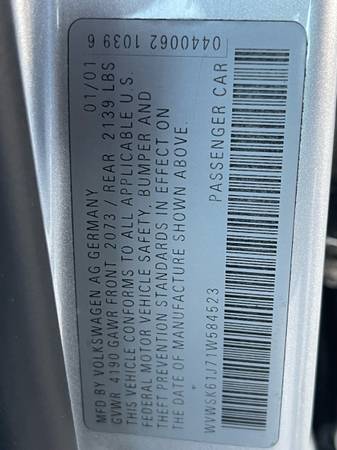 MFD BY VOLKSWAGEN AG GERMANY 01/01
GVWR 4190 GAWR FRONT 2073 / REAR 2139 LBS
THIS VEHICLE CONFORMS TO ALL APPLICABLE U.S
FEDERAL MOTOR VEHICLE SAFETY, BUMPER AND
THEFT PREVENTION STANDARDS IN EFFECT ON
THE DATE OF MANUFACTURE SHOWN ABOVE.
WVWSK61J71W584523 PASSENGER CAR
0440062 1039 6